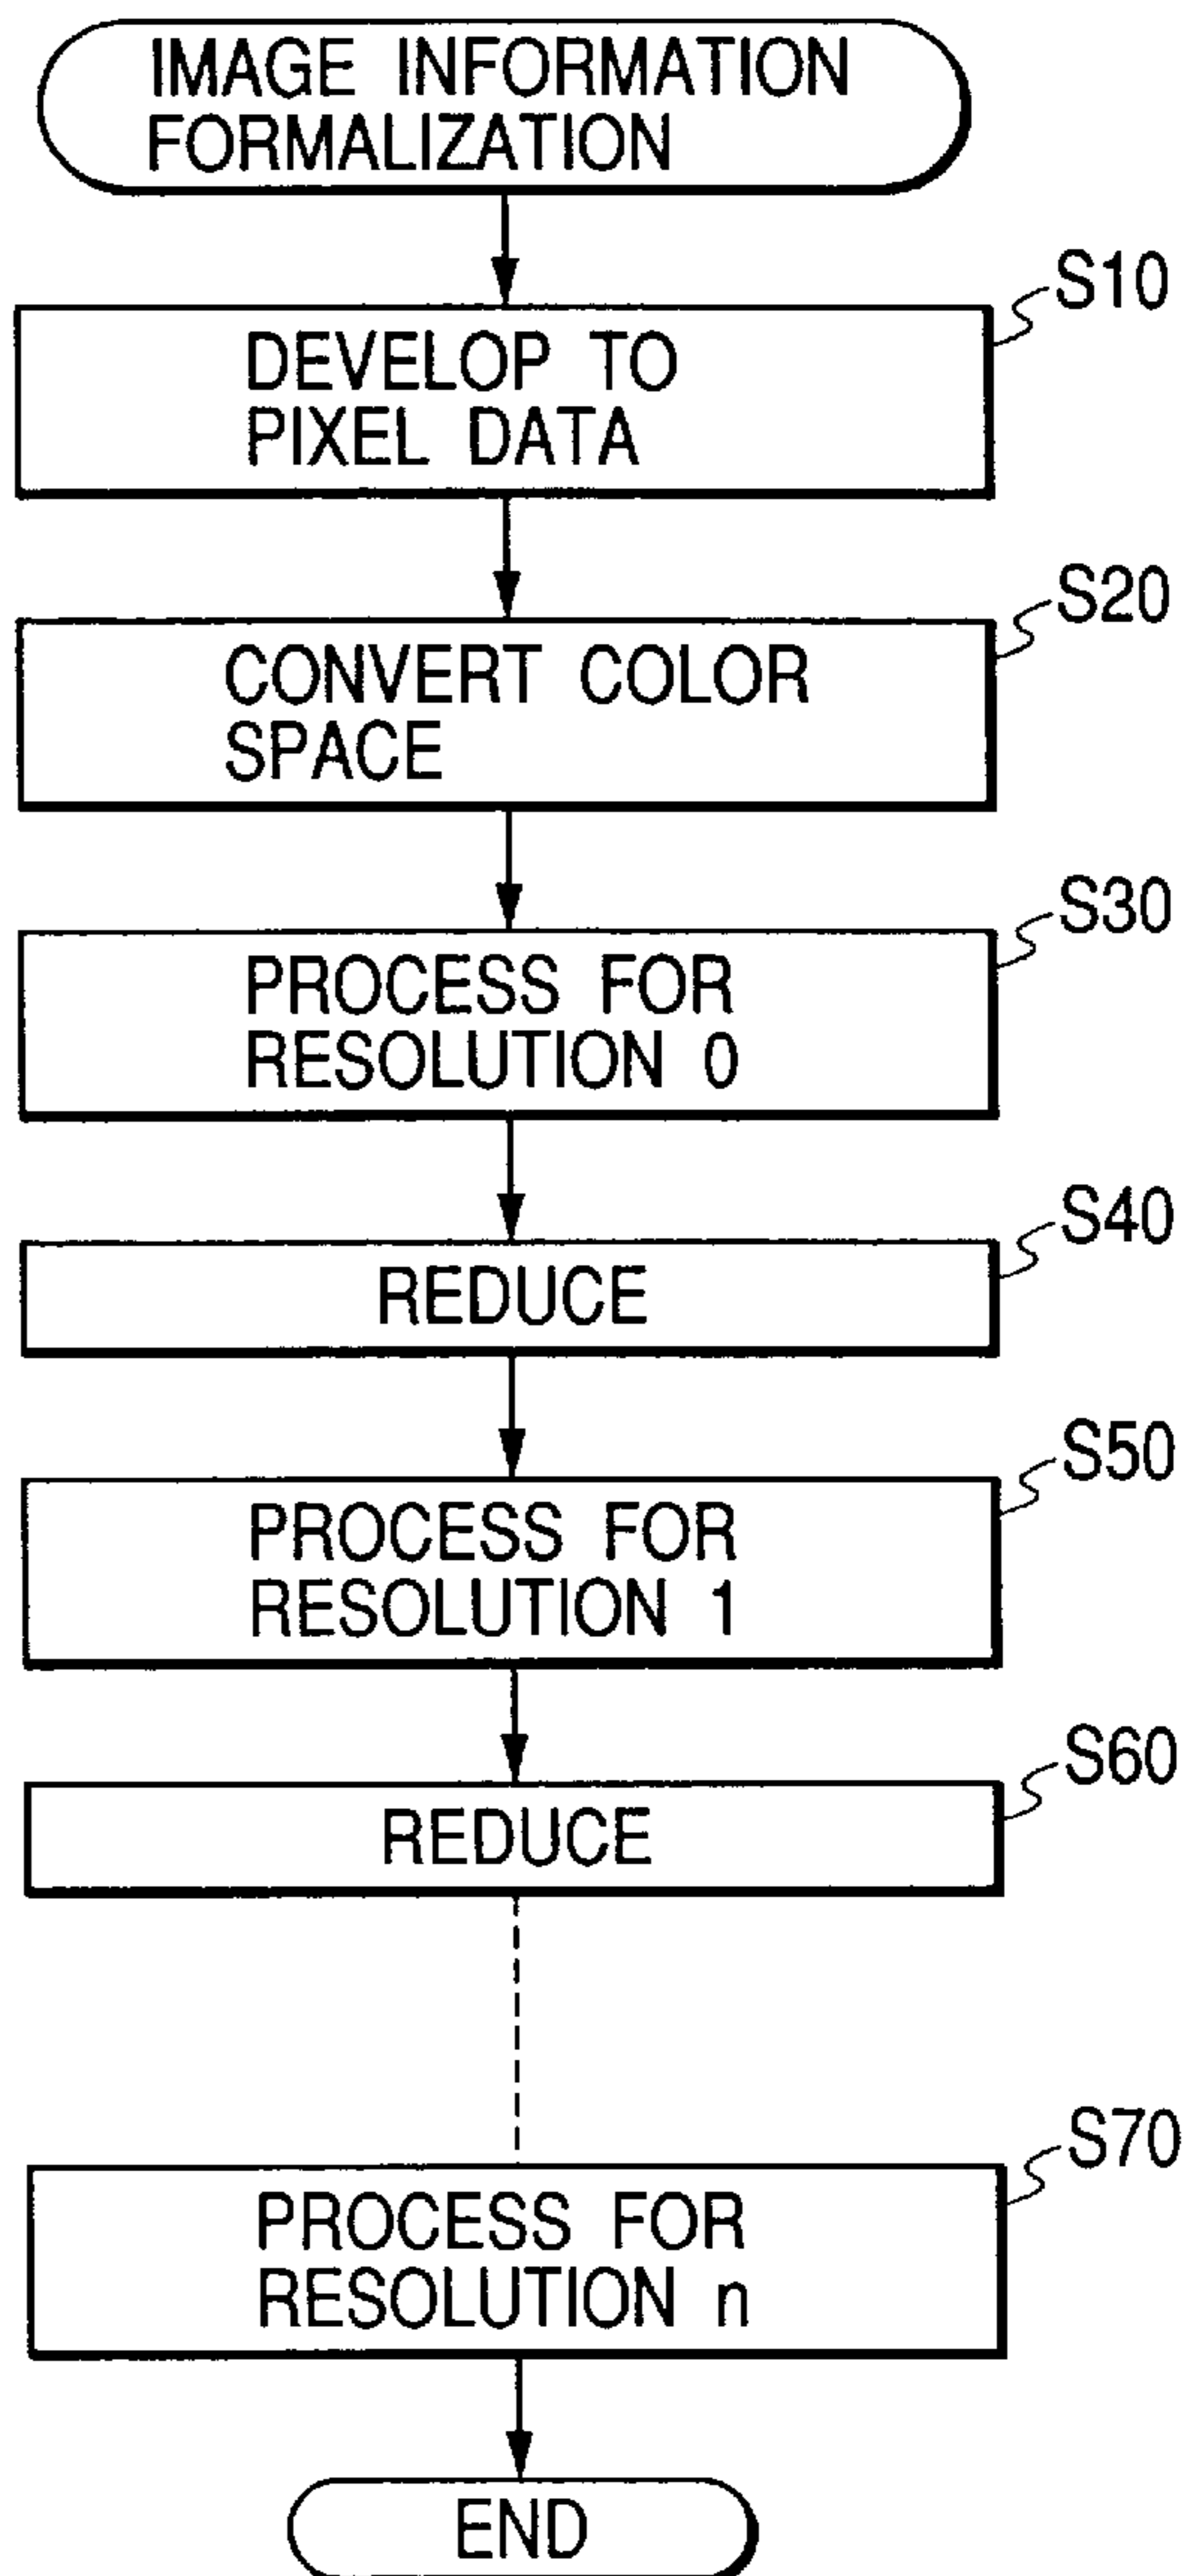 IMAGE INFORMATION
FORMALIZATION
S10
DEVELOP TO
PIXEL DATA
S20
CONVERT COLOR
SPACE
S30
PROCESS FOR
RESOLUTION 0
S40
REDUCE
S50
PROCESS FOR
RESOLUTION 1
S60
REDUCE
S70
PROCESS FOR
RESOLUTION n
END